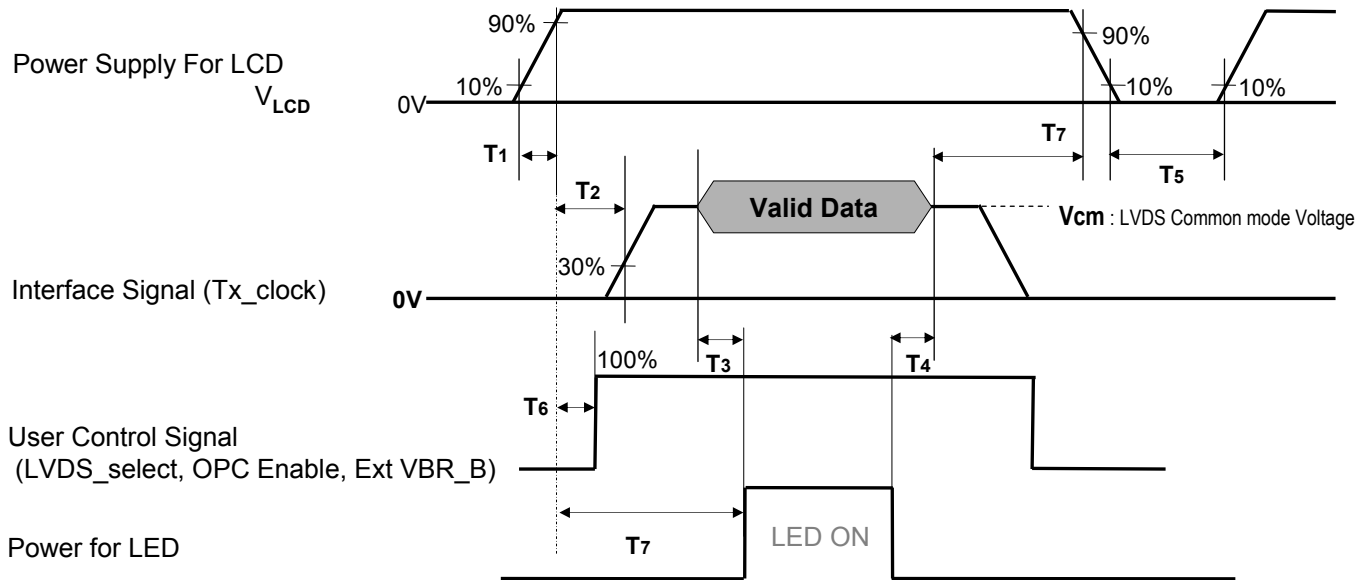 90%
90%
Power Supply For LCD
VLCD
10%
10%
10%
0V
T1
T7
T5
T2
Valid Data
Vcm : LVDS Common mode Voltage
30%
Interface Signal (Tx_clock)
0V
T3
T4
100%
T6
User Control Signal
(LVDS_select, OPC Enable, Ext VBR_B)
T7
LED ON
Power for LED